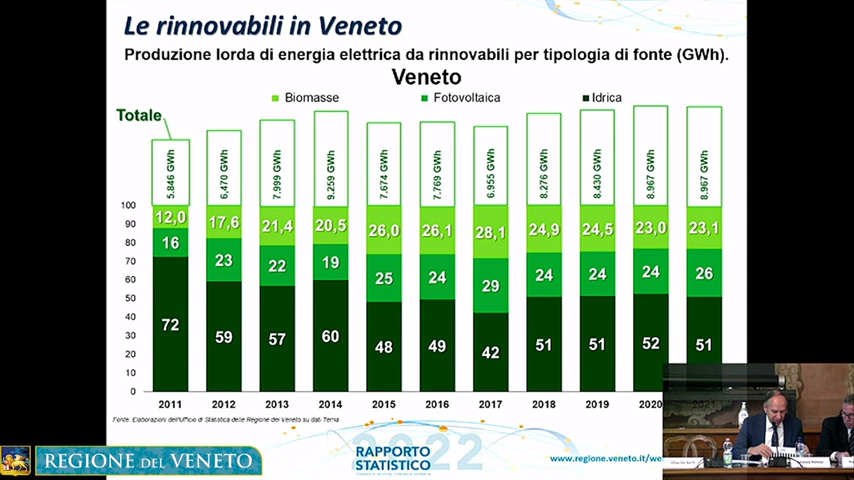 Le rinnovabili in Veneto
Produzione lorda di energia elettrica da rinnovabili per tipologia di fonte (GWh).
Veneto
Biomasse Fotovoltaica Idrica
Totale
5.846 GWh 6.470 GWh 7.999 GWh 9.259 GWh 7.674 GWh 7.769 GWh 6.955 GWh 8.276 GWh 8.430 GWh 8.967 GWh 8.967 GWh
100
90
80
70
60
50
40
30
20
10
0
12,0 17,6 21,4 20,5 26,0 26,1 28,1 24,9 24,5 23,0 23,1
16 23 22 19 25 24 29 24 24 24 26
72 59 57 60 48 49 42 51 51 52 51
2011 2012 2013 2014 2015 2016 2017 2018 2019 2020 2021
Fonte: Elaborazioni dell'Ufficio di Statistica della Regione del Veneto su dati Terna
2022
RAPPORTO
STATISTICO
www.regione.veneto.it/we
REGIONE DEL VENETO